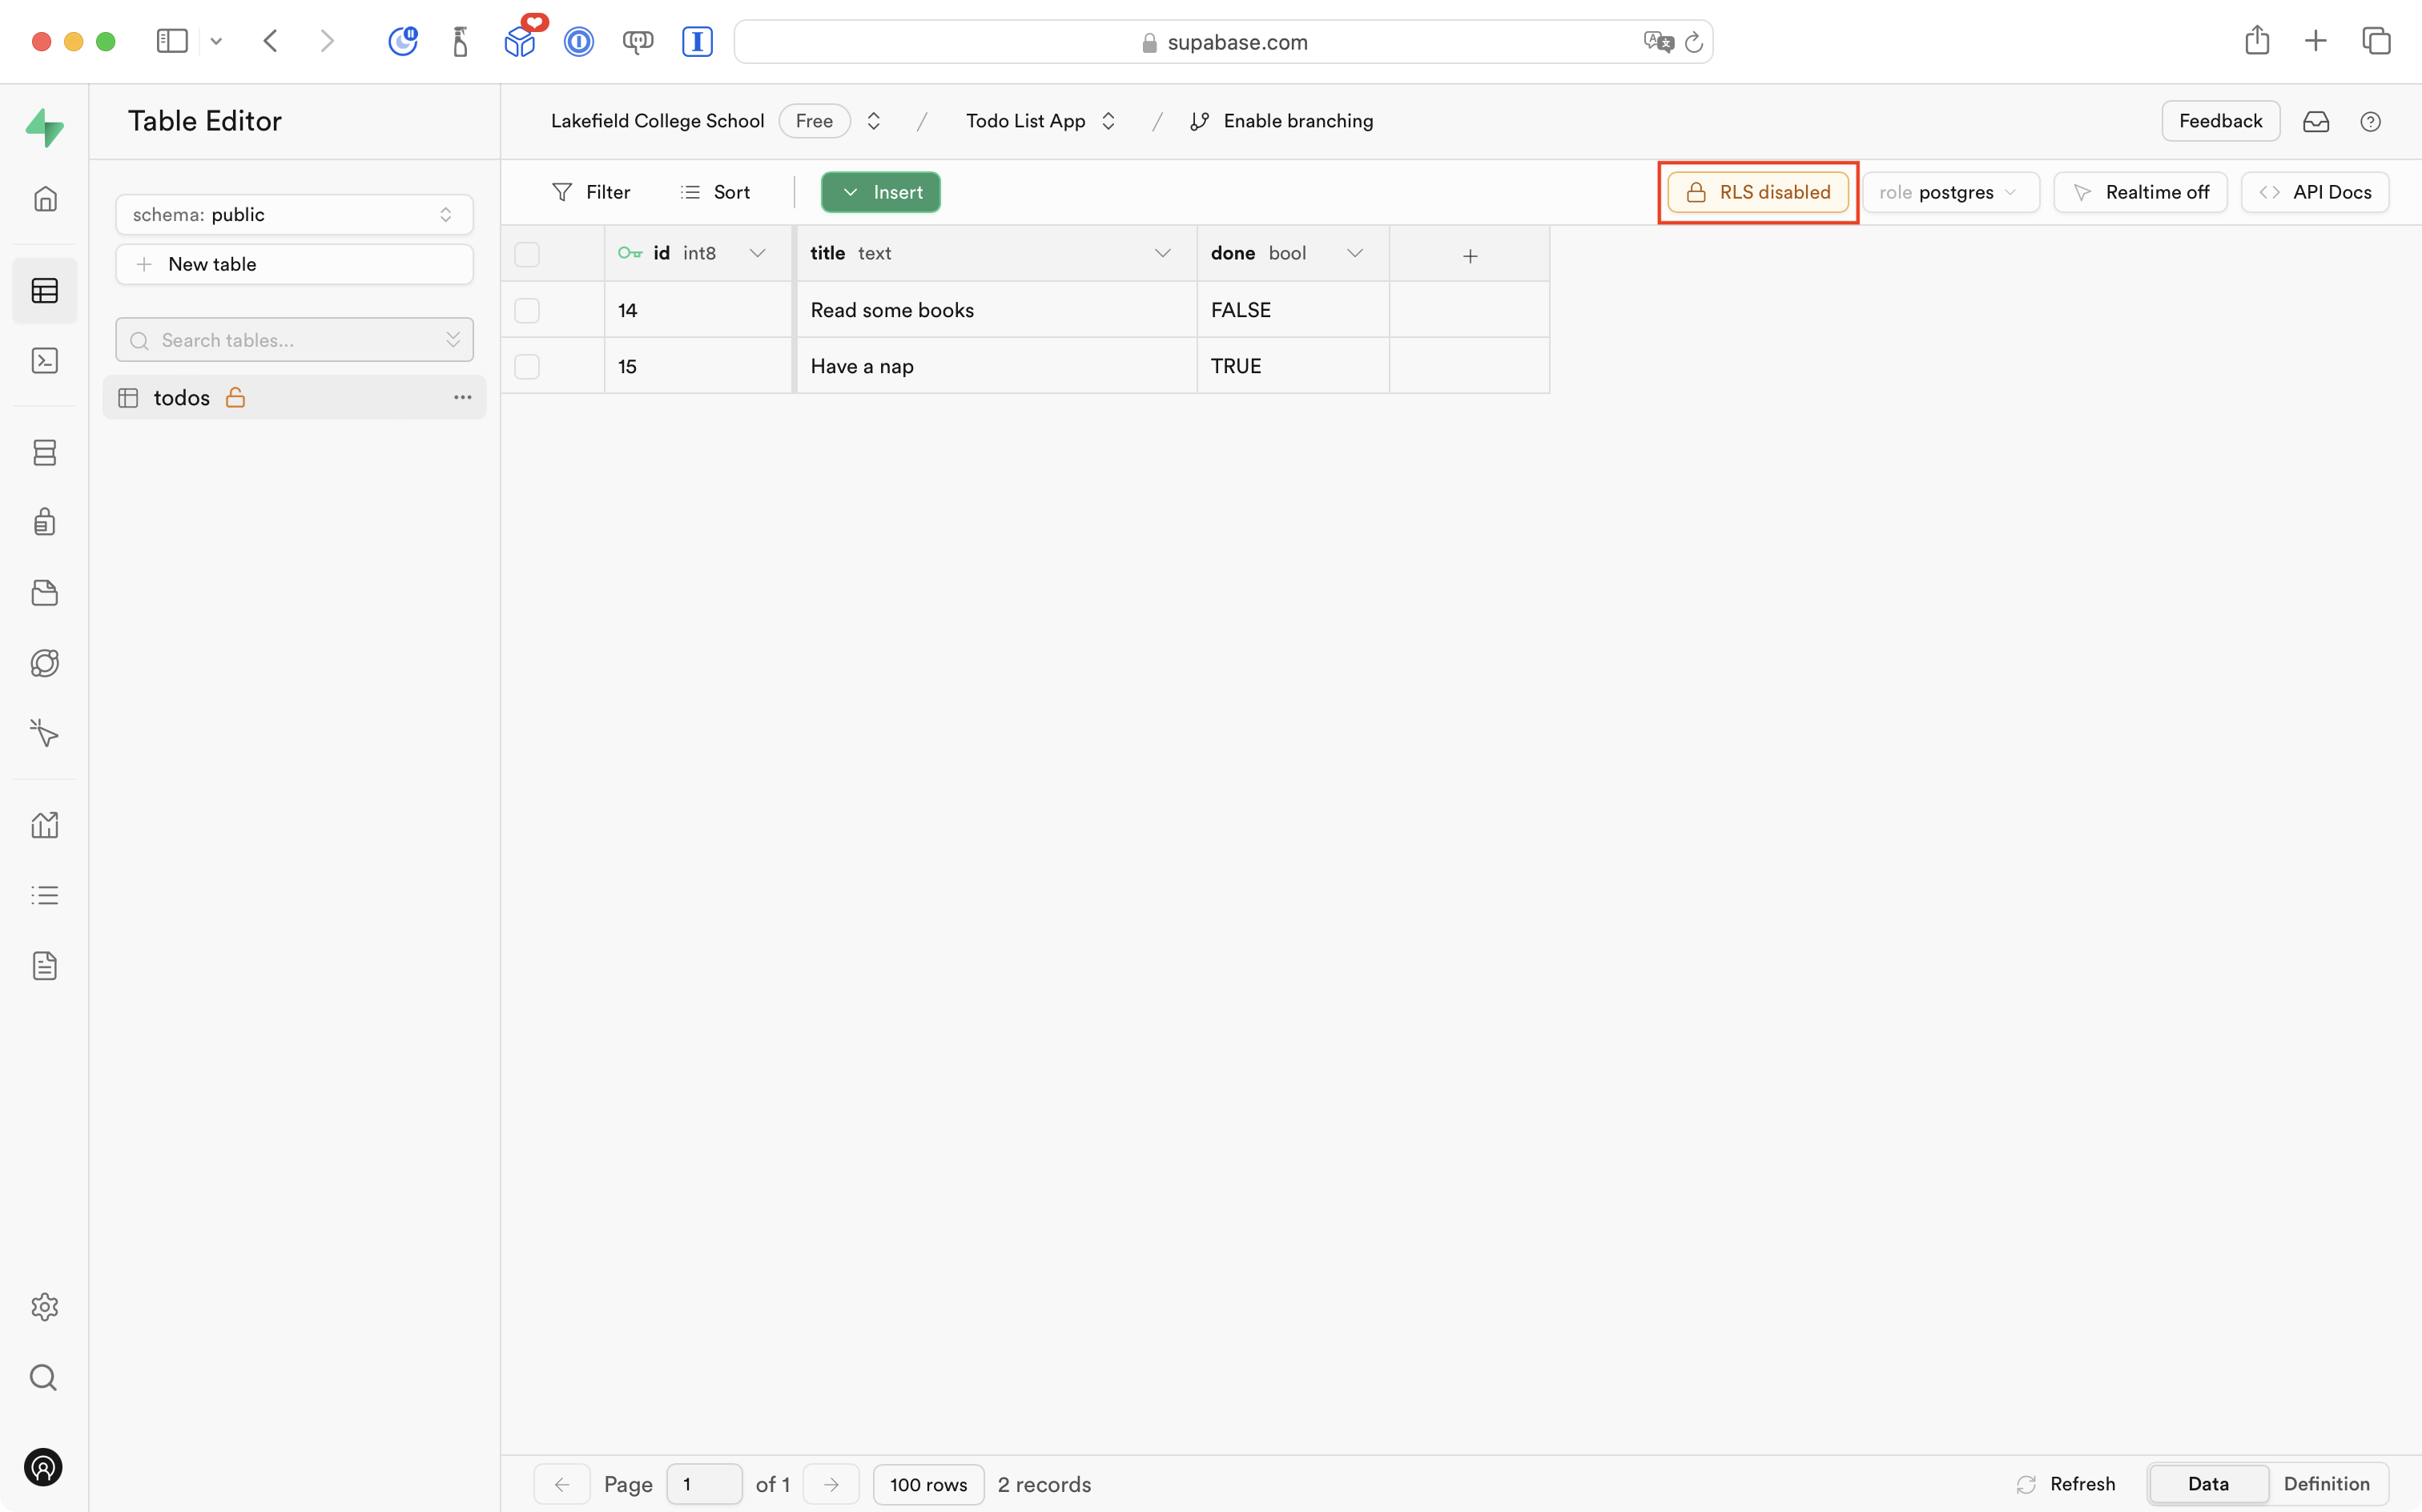 supabase.com
Table Editor
Lakefield College School Free / Todo List App / Enable branching
Feedback
schema: public
Filter Sort Insert RLS disabled role postgres Realtime off API Docs
New table
id int8 title text done bool
14 Read some books FALSE
Search tables...
15 Have a nap TRUE
todos
Page 1 of 1 100 rows 2 records Refresh Data Definition